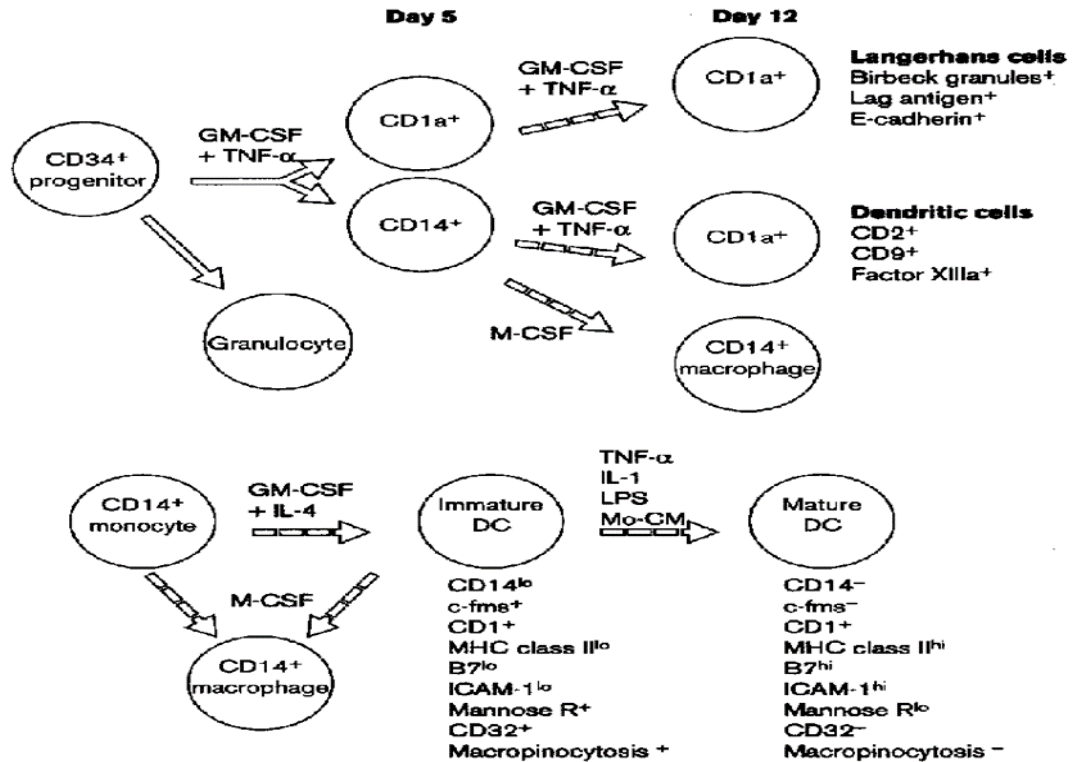 Day 5
Day 12
CD34⁺
progenitor
GM-CSF
+ TNF-α
CD1a⁺
CD14⁺
Granulocyte
GM-CSF
+ TNF-α
CD1a⁺
Langerhans cells
Birbeck granules⁺
Lag antigen⁺
E-cadherin⁺
GM-CSF
+ TNF-α
CD1a⁺
Dendritic cells
CD2⁺
CD9⁺
Factor XIIIa⁺
M-CSF
CD14⁺
macrophage
CD14⁺
monocyte
GM-CSF
+ IL-4
Immature
DC
TNF-α
IL-1
LPS
Mo-CM
Mature
DC
M-CSF
CD14⁺
macrophage
CD14ˡᵒ
c-fms⁺
CD1⁺
MHC class IIˡᵒ
B7ˡᵒ
ICAM-1ˡᵒ
Mannose R⁺
CD32⁺
Macropinocytosis ⁺
CD14⁻
c-fms⁻
CD1⁺
MHC class IIʰⁱ
B7ʰⁱ
ICAM-1ʰⁱ
Mannose Rˡᵒ
CD32⁻
Macropinocytosis ⁻